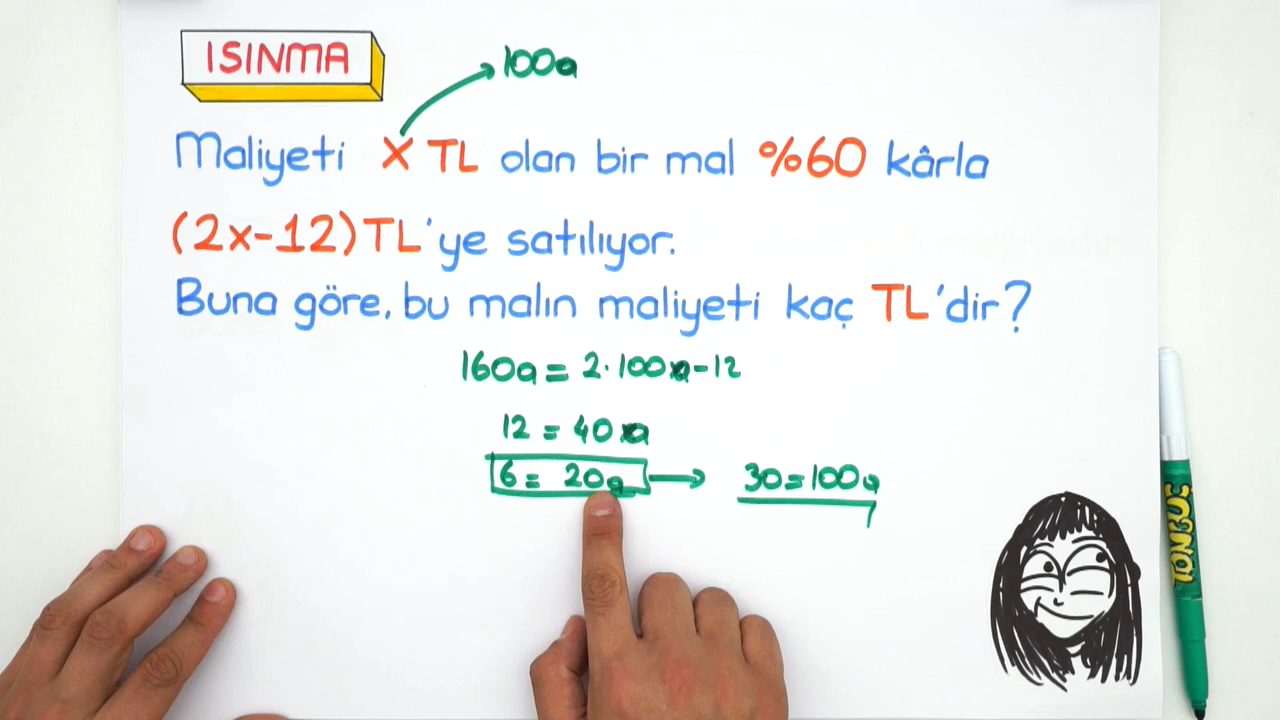 ISINMA
100a
Maliyeti X TL olan bir mal %60 kârla
(2x-12) TL'ye satılıyor.
Buna göre, bu malın maliyeti kaç TL'dir?
160a = 2·100a-12
12 = 40a
6 = 20a → 30=100a